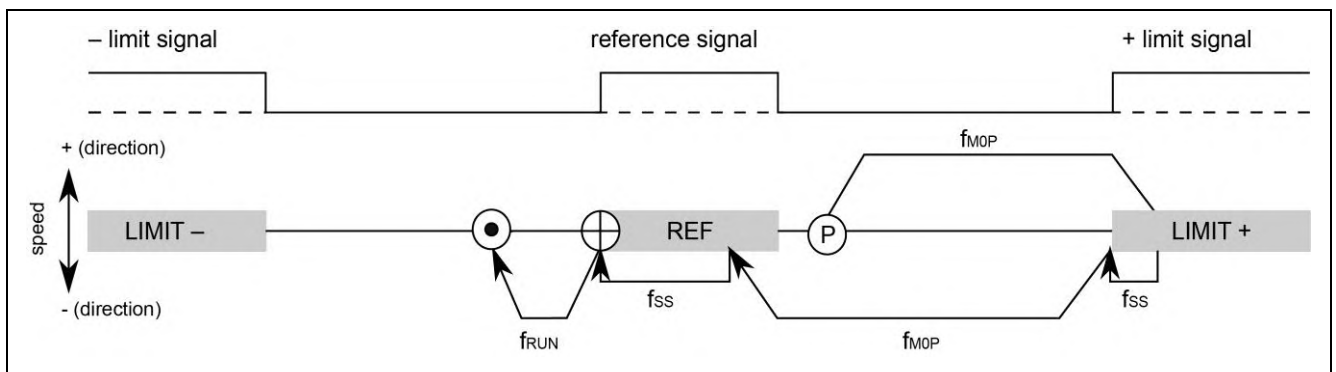 – limit signal
reference signal
+ limit signal
+ (direction)
fM0P
speed
LIMIT –
REF
P
LIMIT +
- (direction)
fSS
fSS
fRUN
fM0P